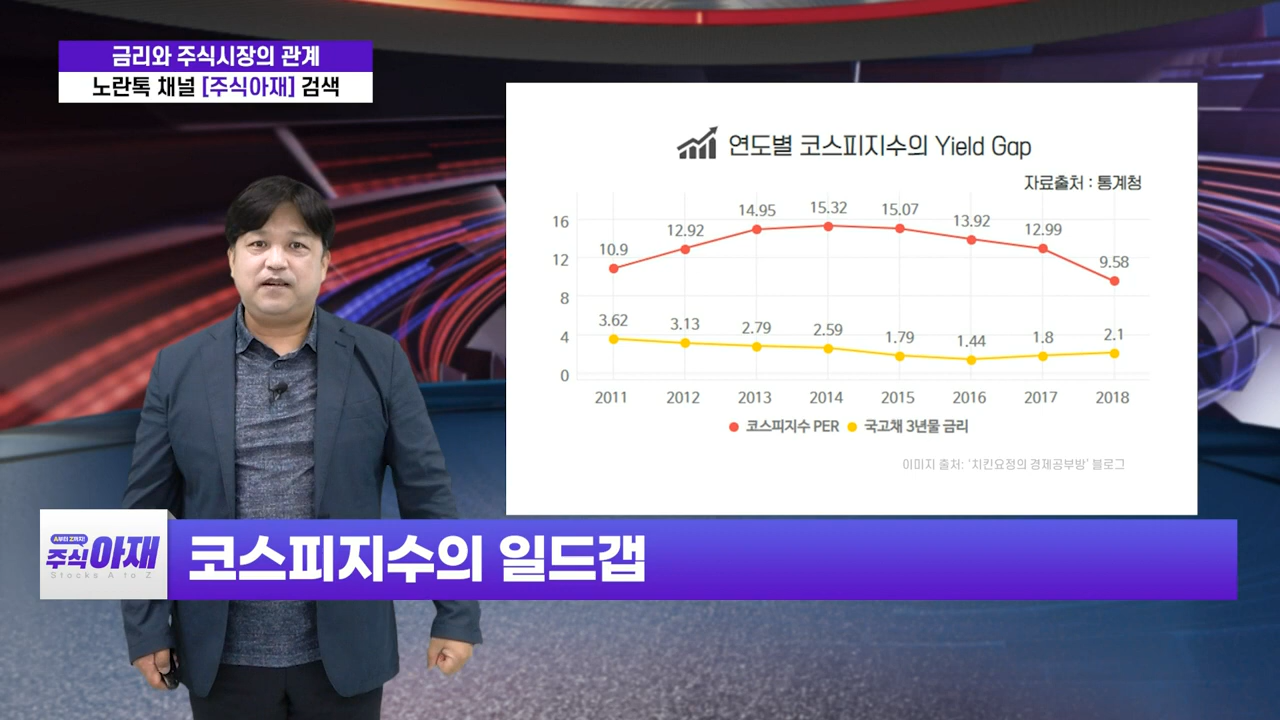 금리와 주식시장의 관계
노란톡 채널 [주식아재] 검색
연도별 코스피지수의 Yield Gap
자료출처 : 통계청
16
12
8
4
0
10.9
12.92
14.95
15.32
15.07
13.92
12.99
9.58
3.62
3.13
2.79
2.59
1.79
1.44
1.8
2.1
2011 2012 2013 2014 2015 2016 2017 2018
코스피지수 PER 국고채 3년물 금리
이미지 출처: '치킨요정의 경제공부방' 블로그
A부터 Z까지!
주식아재
Stocks A to Z
코스피지수의 일드갭